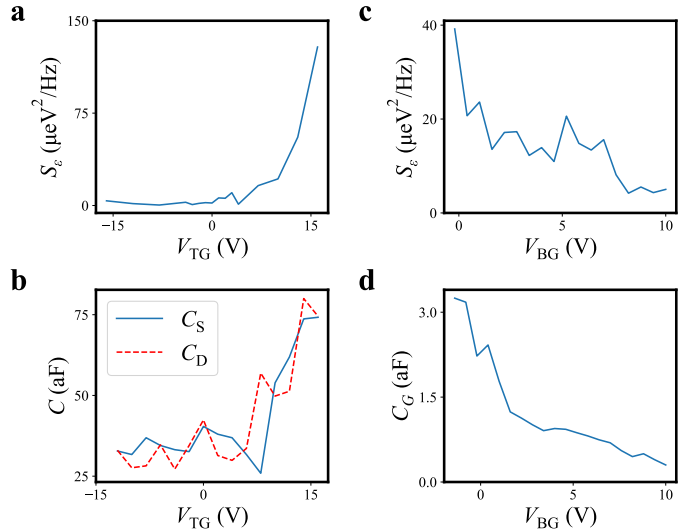 a
150
75
0
−15
0
15
S_ε (μeV²/Hz)
V_TG (V)
c
40
20
0
0
5
10
S_ε (μeV²/Hz)
V_BG (V)
b
75
50
25
−15
0
15
C (aF)
V_TG (V)
C_S
C_D
d
3.0
1.5
0.0
0
5
10
C_G (aF)
V_BG (V)